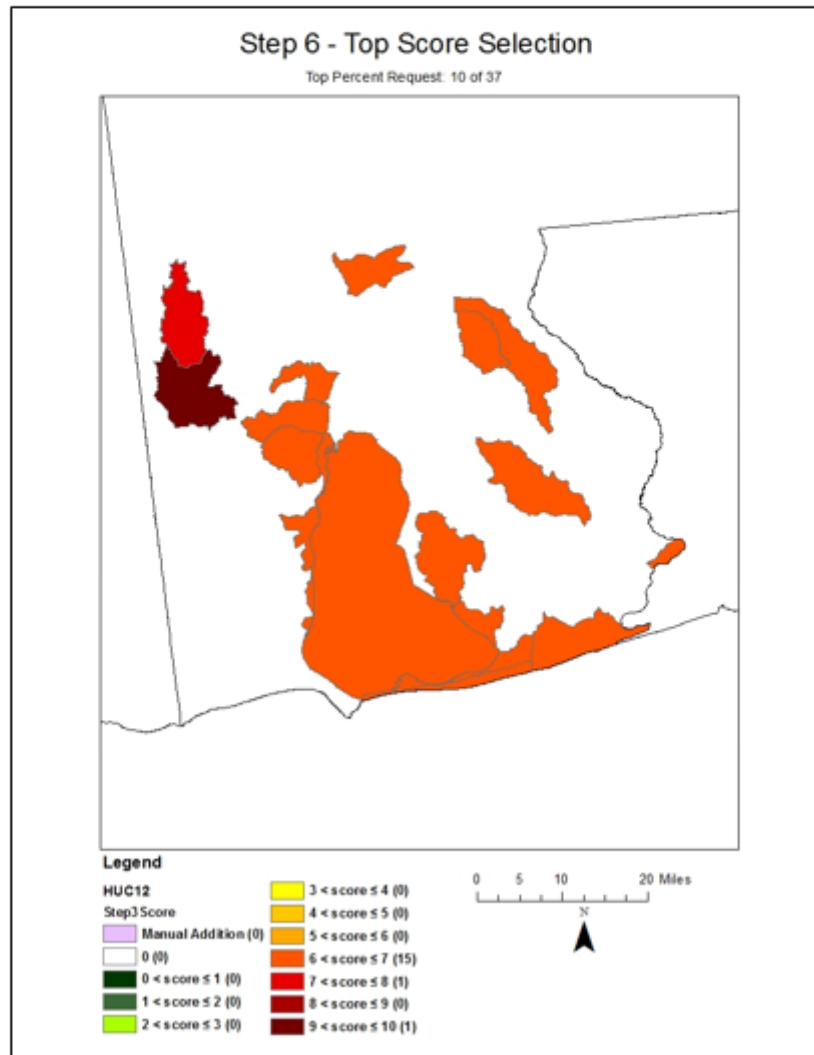 Step 6 - Top Score Selection
Top Percent Request: 10 of 37
Legend
HUC12
Step3Score
Manual Addition (0)
0 (0)
0 < score ≤ 1 (0)
1 < score ≤ 2 (0)
2 < score ≤ 3 (0)
3 < score ≤ 4 (0)
4 < score ≤ 5 (0)
5 < score ≤ 6 (0)
6 < score ≤ 7 (15)
7 < score ≤ 8 (1)
8 < score ≤ 9 (0)
9 < score ≤ 10 (1)
0 5 10 20 Miles
N